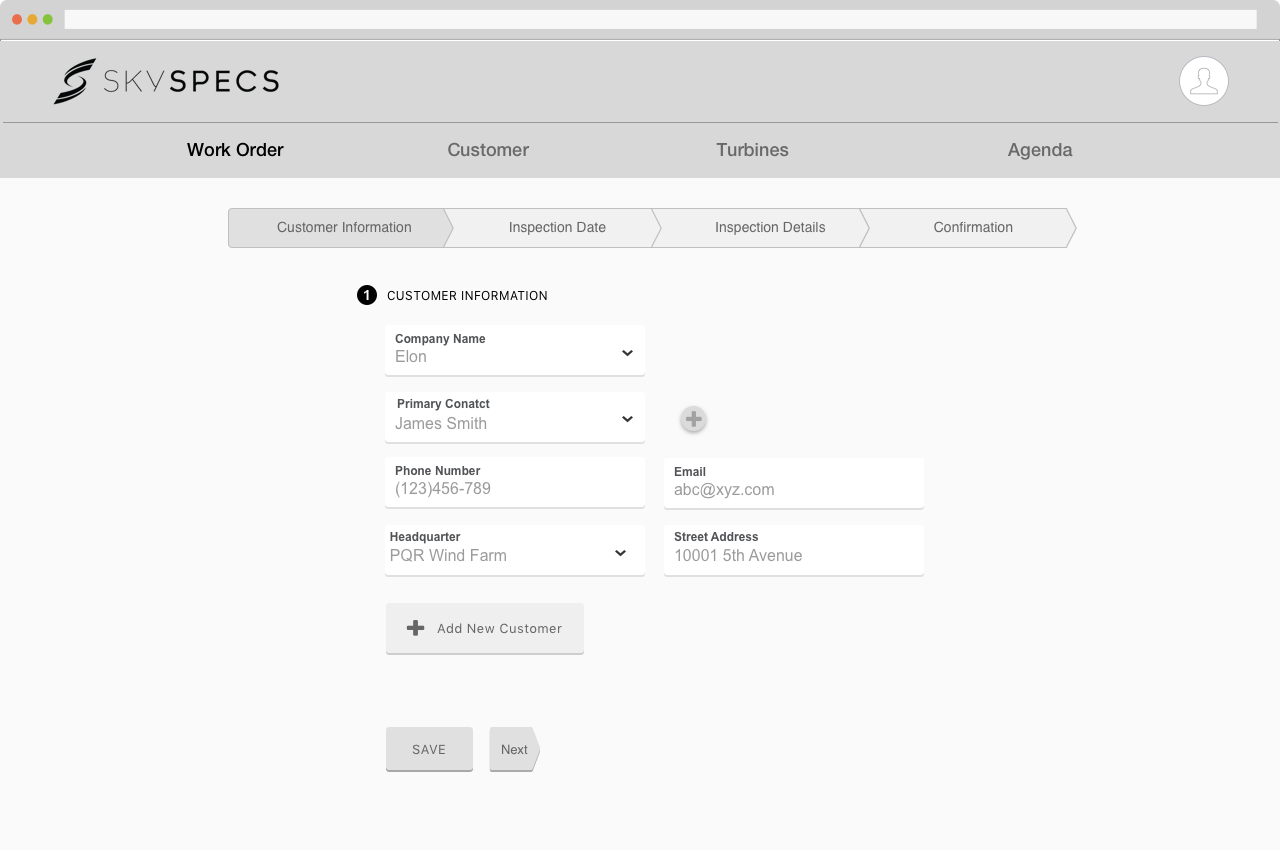 SKYSPECS
Work Order Customer Turbines Agenda
Customer Information Inspection Date Inspection Details Confirmation
1 CUSTOMER INFORMATION
Company Name
Elon
Primary Conatct
James Smith
Phone Number Email
(123)456-789 abc@xyz.com
Headquarter Street Address
PQR Wind Farm 10001 5th Avenue
Add New Customer
SAVE Next